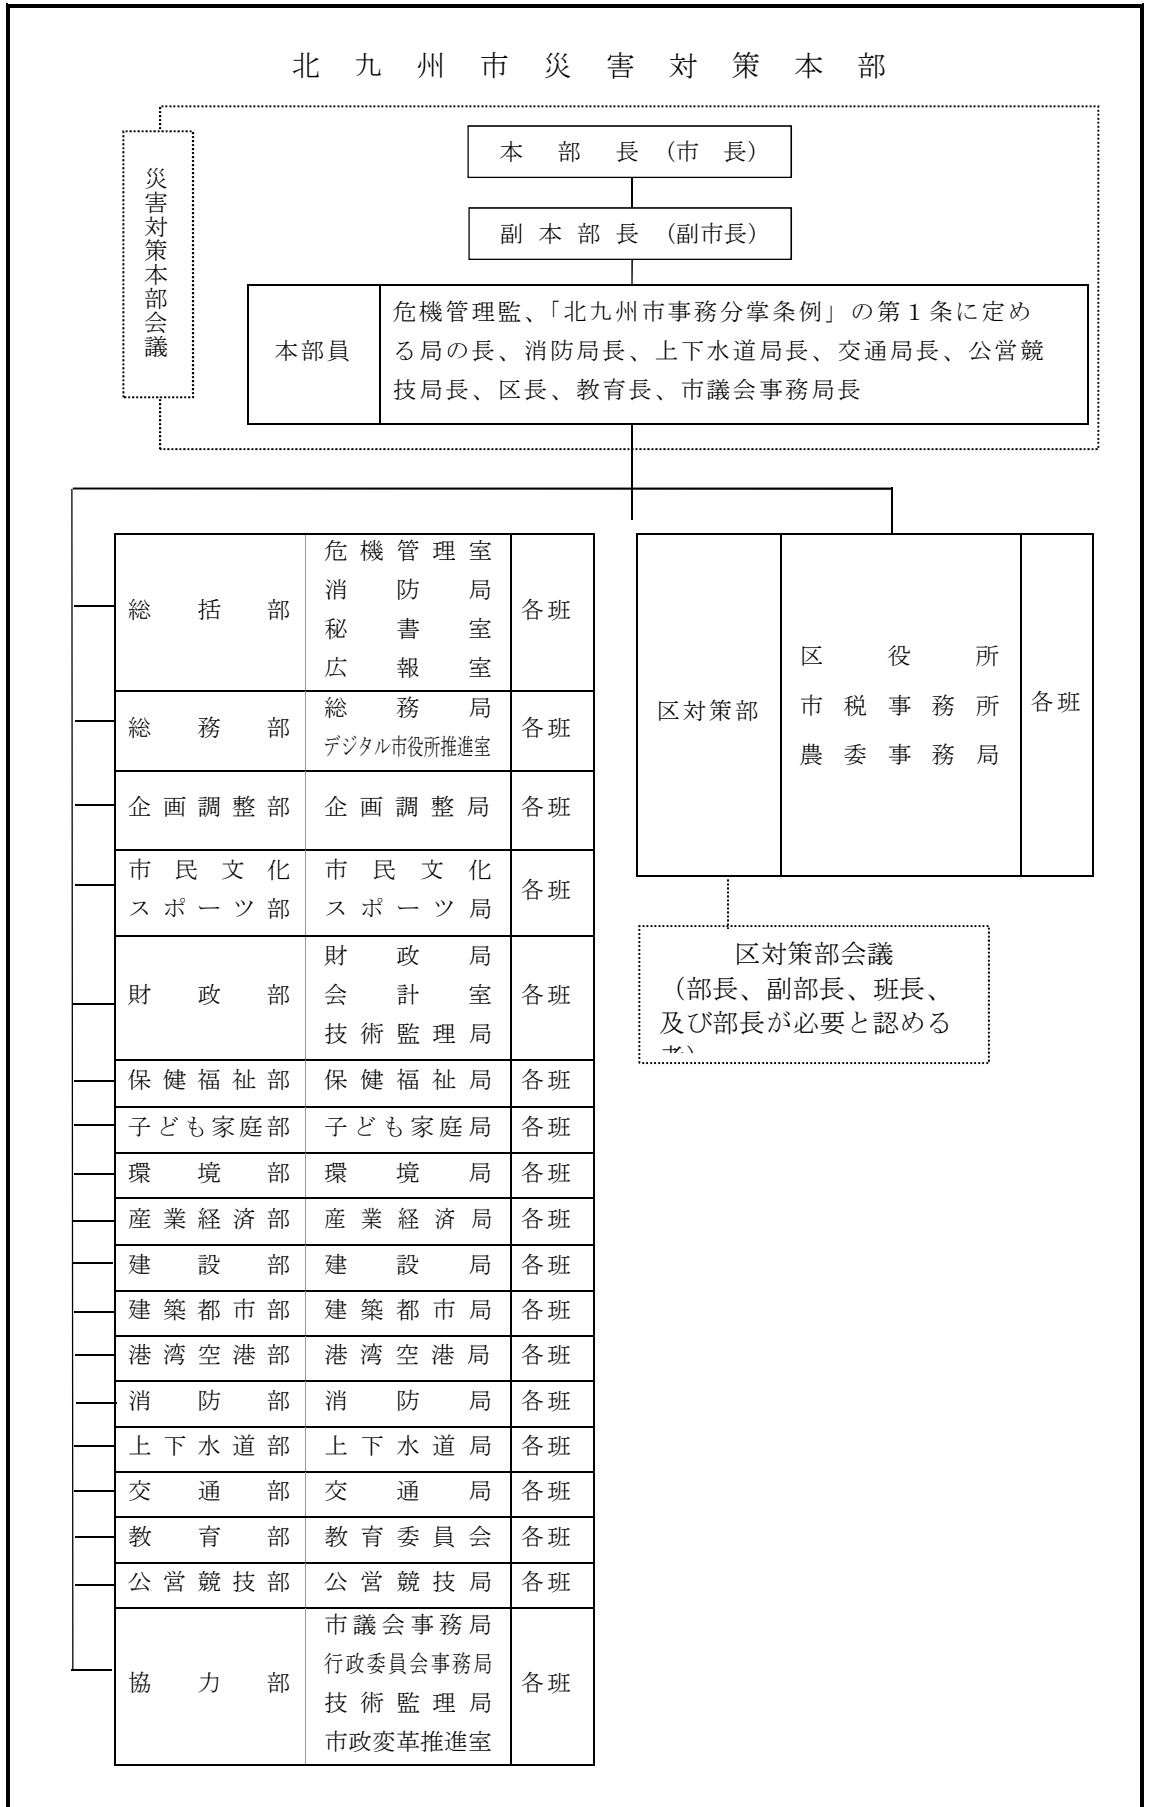 北九州市災害対策本部
災害対策本部会議
本部長（市長）
副本部長（副市長）
本部員
危機管理監、「北九州市事務分掌条例」の第１条に定め
る局の長、消防局長、上下水道局長、交通局長、公営競
技局長、区長、教育長、市議会事務局長
総括部
危機管理室
消防局
秘書室
広報室
各班
総務部
総務局
デジタル市役所推進室
各班
企画調整部
企画調整局
各班
市民文化
スポーツ部
市民文化
スポーツ局
各班
財政部
財政局
会計室
技術監理局
各班
保健福祉部
保健福祉局
各班
子ども家庭部
子ども家庭局
各班
環境部
環境局
各班
産業経済部
産業経済局
各班
建設部
建設局
各班
建築都市部
建築都市局
各班
港湾空港部
港湾空港局
各班
消防部
消防局
各班
上下水道部
上下水道局
各班
交通部
交通局
各班
教育部
教育委員会
各班
公営競技部
公営競技局
各班
協力部
市議会事務局
行政委員会事務局
技術監理局
市政変革推進室
各班
区対策部
区役所
市税事務所
農委事務局
各班
区対策部会議
（部長、副部長、班長、
及び部長が必要と認める